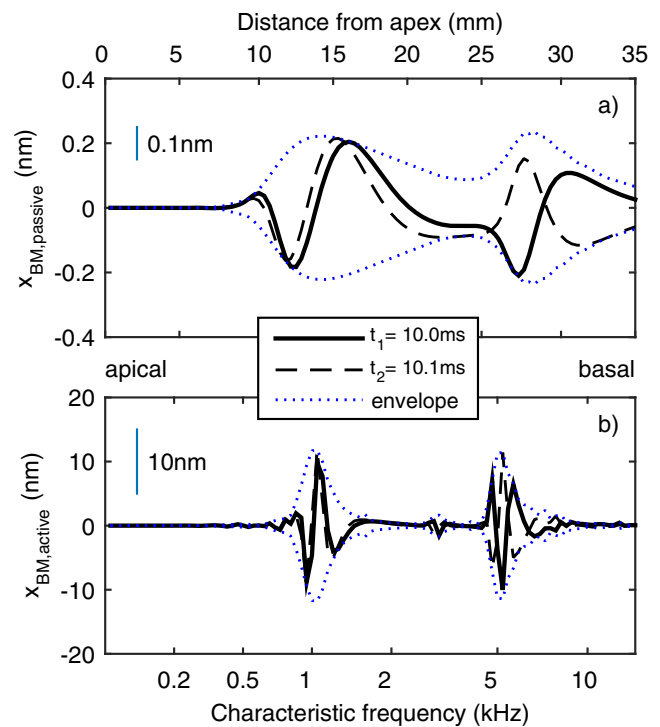 Distance from apex (mm)
0 5 10 15 20 25 30 35
0.4
a)
0.2
0.1nm
0
-0.2
-0.4
x_BM,passive (nm)
t_1= 10.0ms
t_2= 10.1ms
envelope
apical
basal
20
b)
10
10nm
0
-10
-20
x_BM,active (nm)
0.2 0.5 1 2 5 10
Characteristic frequency (kHz)